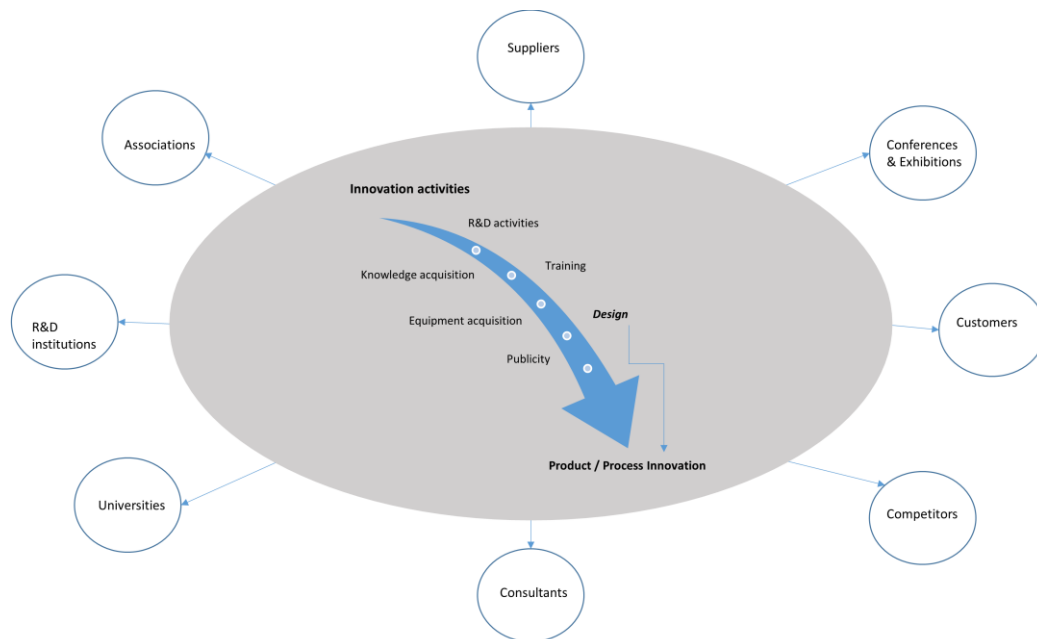 Suppliers
Associations
Conferences
& Exhibitions
Innovation activities
R&D activities
Training
Knowledge acquisition
Design
Equipment acquisition
Publicity
R&D
institutions
Customers
Product / Process Innovation
Universities
Competitors
Consultants